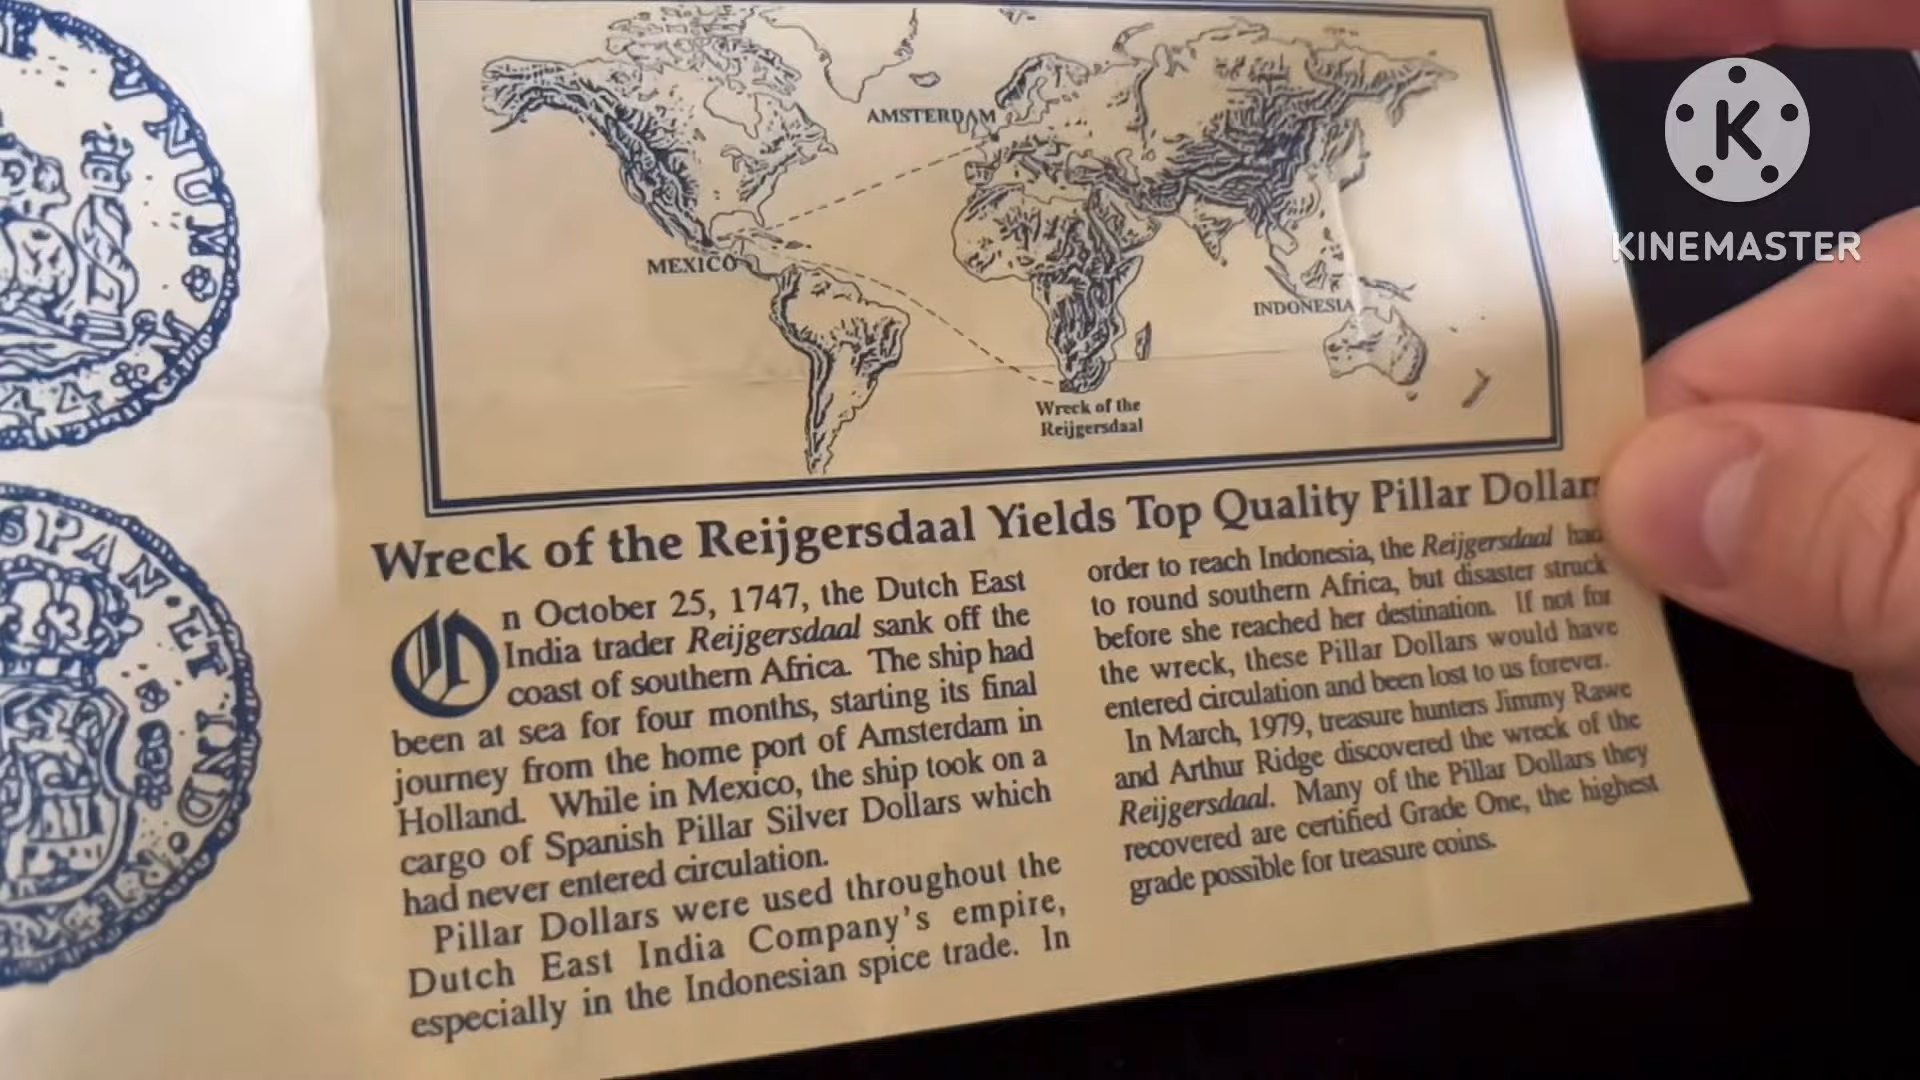 AMSTERDAM
MEXICO
INDONESIA
Wreck of the
Reijgersdaal
K
KINEMASTER
Wreck of the Reijgersdaal Yields Top Quality Pillar Dollar
On October 25, 1747, the Dutch East
India trader Reijgersdaal sank off the
coast of southern Africa. The ship had
been at sea for four months, starting its final
journey from the home port of Amsterdam in
Holland. While in Mexico, the ship took on a
cargo of Spanish Pillar Silver Dollars which
had never entered circulation.
Pillar Dollars were used throughout the
Dutch East India Company's empire,
especially in the Indonesian spice trade. In
order to reach Indonesia, the Reijgersdaal had
to round southern Africa, but disaster struck
before she reached her destination. If not for
the wreck, these Pillar Dollars would have
entered circulation and been lost to us forever.
In March, 1979, treasure hunters Jimmy Rawe
and Arthur Ridge discovered the wreck of the
Reijgersdaal. Many of the Pillar Dollars they
recovered are certified Grade One, the highest
grade possible for treasure coins.
NUM M
44
SPAN·ET IND·R